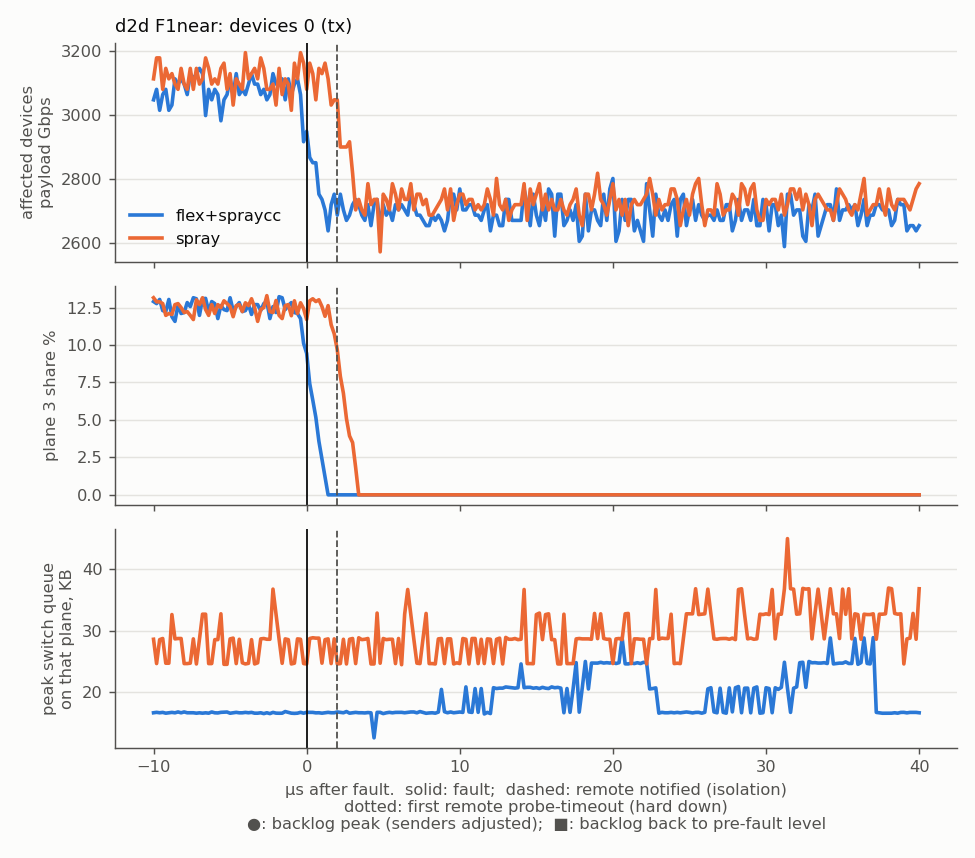 d2d F1near: devices 0 (tx)
affected devices
payload Gbps
3200
3000
2800
2600
flex+spraycc
spray
plane 3 share %
12.5
10.0
7.5
5.0
2.5
0.0
peak switch queue
on that plane, KB
40
30
20
−10
0
10
20
30
40
µs after fault.  solid: fault;  dashed: remote notified (isolation)
dotted: first remote probe-timeout (hard down)
●: backlog peak (senders adjusted);  ■: backlog back to pre-fault level